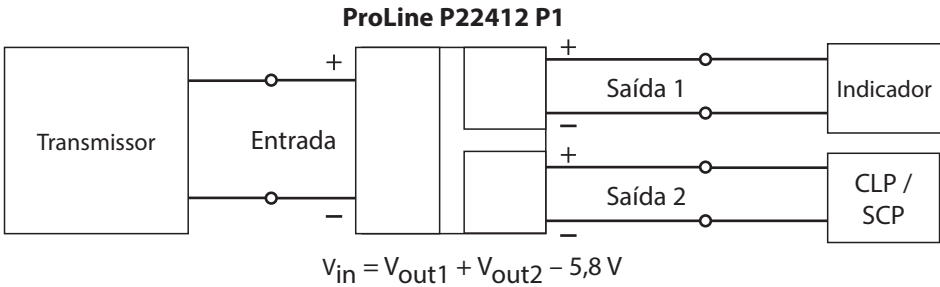 ProLine P22412 P1
Transmissor
+
Entrada
–
+
Saída 1
–
+
Saída 2
–
Indicador
CLP /
SCP
Vin = Vout1 + Vout2 – 5,8 V